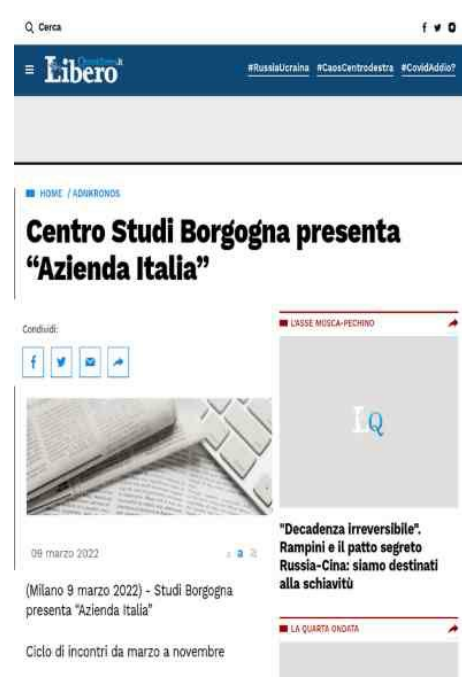 Cerca
Libero
#RussiaUcraina #CaosCentrodestra #CovidAddio?
HOME / ADNKRONOS
Centro Studi Borgogna presenta
“Azienda Italia”
Condividi:
09 marzo 2022
a a a
(Milano 9 marzo 2022) - Studi Borgogna
presenta “Azienda Italia”
Ciclo di incontri da marzo a novembre
L'ASSE MOSCA-PECHINO
LQ
"Decadenza irreversibile".
Rampini e il patto segreto
Russia-Cina: siamo destinati
alla schiavitù
LA QUARTA ONDATA